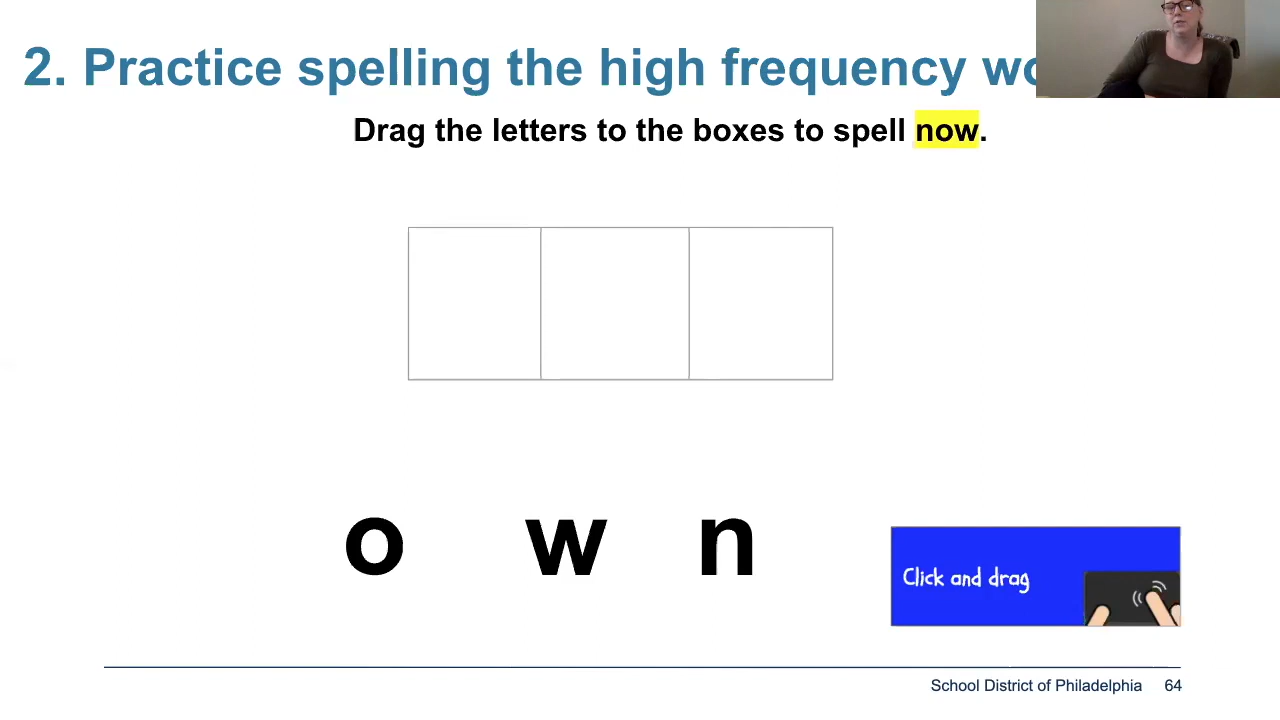 2. Practice spelling the high frequency
Drag the letters to the boxes to spell now.
o w n
Click and drag
School District of Philadelphia 64